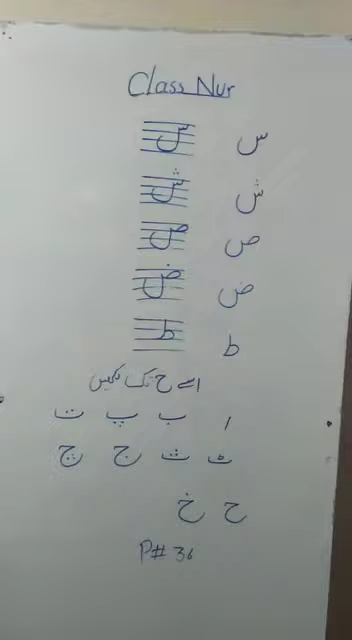 Class Nur
س س
ش ش
ص ص
ض ض
ط ط
ا سے ح تک لکھیں
ا ب پ ت
ٹ ث ج چ
ح خ
P# 36